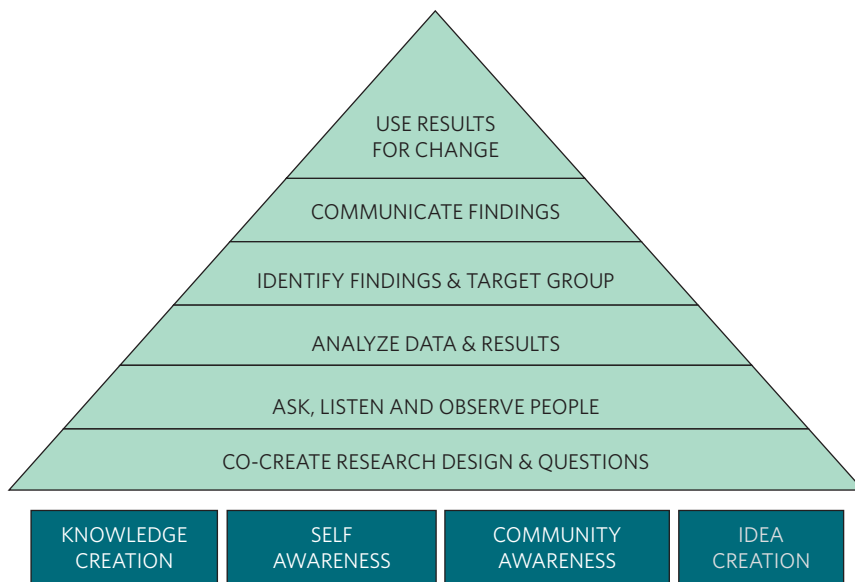 USE RESULTS
FOR CHANGE
COMMUNICATE FINDINGS
IDENTIFY FINDINGS & TARGET GROUP
ANALYZE DATA & RESULTS
ASK, LISTEN AND OBSERVE PEOPLE
CO-CREATE RESEARCH DESIGN & QUESTIONS
KNOWLEDGE
CREATION
SELF
AWARENESS
COMMUNITY
AWARENESS
IDEA
CREATION